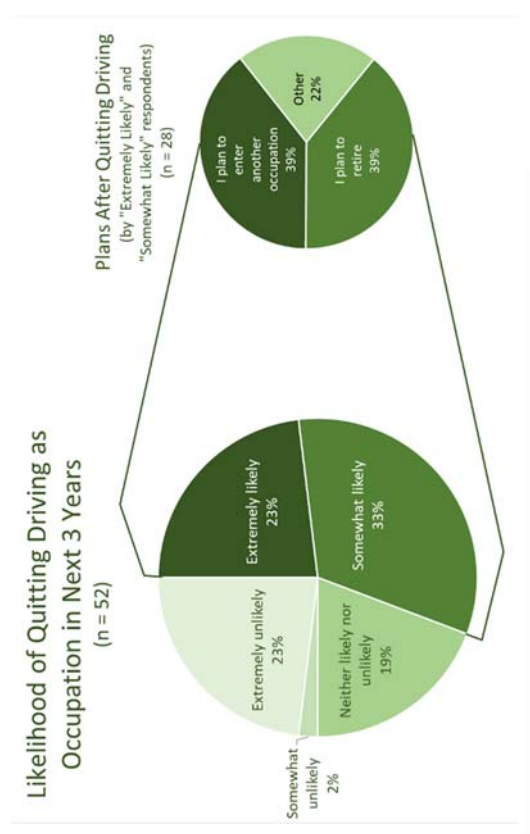 Likelihood of Quitting Driving as
Occupation in Next 3 Years
(n = 52)
Extremely likely
23%
Somewhat likely
33%
Neither likely nor
unlikely
19%
Somewhat
unlikely
2%
Extremely unlikely
23%
Plans After Quitting Driving
(by "Extremely Likely" and
"Somewhat Likely" respondents)
(n = 28)
I plan to
enter
another
occupation
39%
Other
22%
I plan to
retire
39%